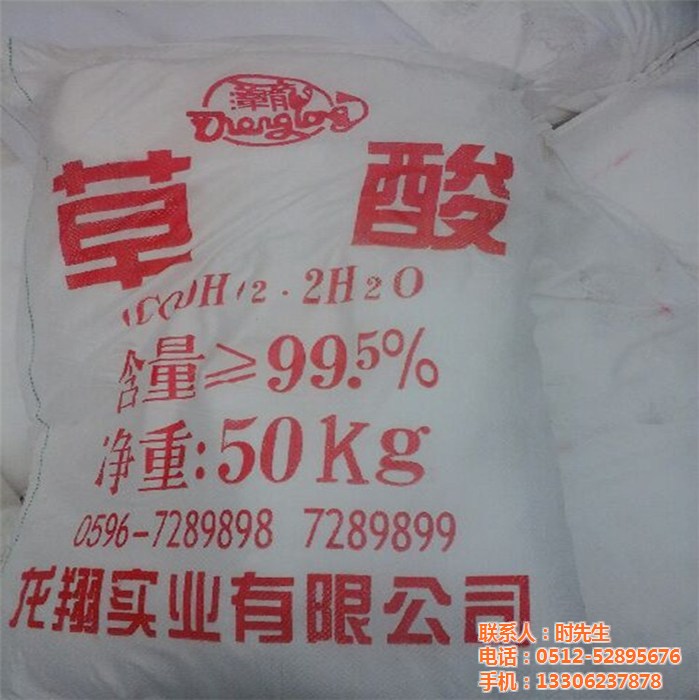 漳龍
草酸
(COOH)2·2H2O
含量≥99.5%
净重:50Kg
0596-7289898 7289899
龙翔实业有限公司
联系人：时先生
电话：0512-52895676
手机：13306237878